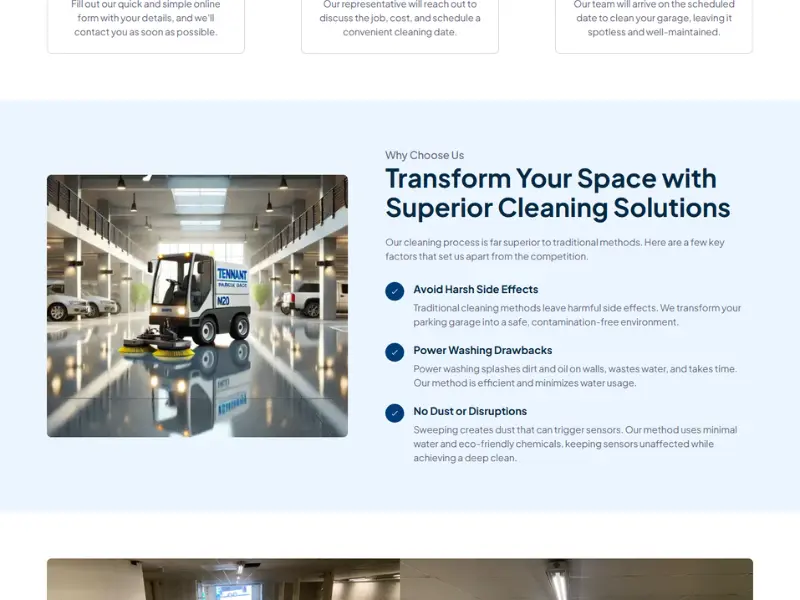 Fill out our quick and simple online
form with your details, and we'll
contact you as soon as possible.
Our representative will reach out to
discuss the job, cost, and schedule a
convenient cleaning date.
Our team will arrive on the scheduled
date to clean your garage, leaving it
spotless and well-maintained.
Why Choose Us
Transform Your Space with
Superior Cleaning Solutions
Our cleaning process is far superior to traditional methods. Here are a few key
factors that set us apart from the competition.
Avoid Harsh Side Effects
Traditional cleaning methods leave harmful side effects. We transform your
parking garage into a safe, contamination-free environment.
Power Washing Drawbacks
Power washing splashes dirt and oil on walls, wastes water, and takes time.
Our method is efficient and minimizes water usage.
No Dust or Disruptions
Sweeping creates dust that can trigger sensors. Our method uses minimal
water and eco-friendly chemicals, keeping sensors unaffected while
achieving a deep clean.
TENNANT
M20